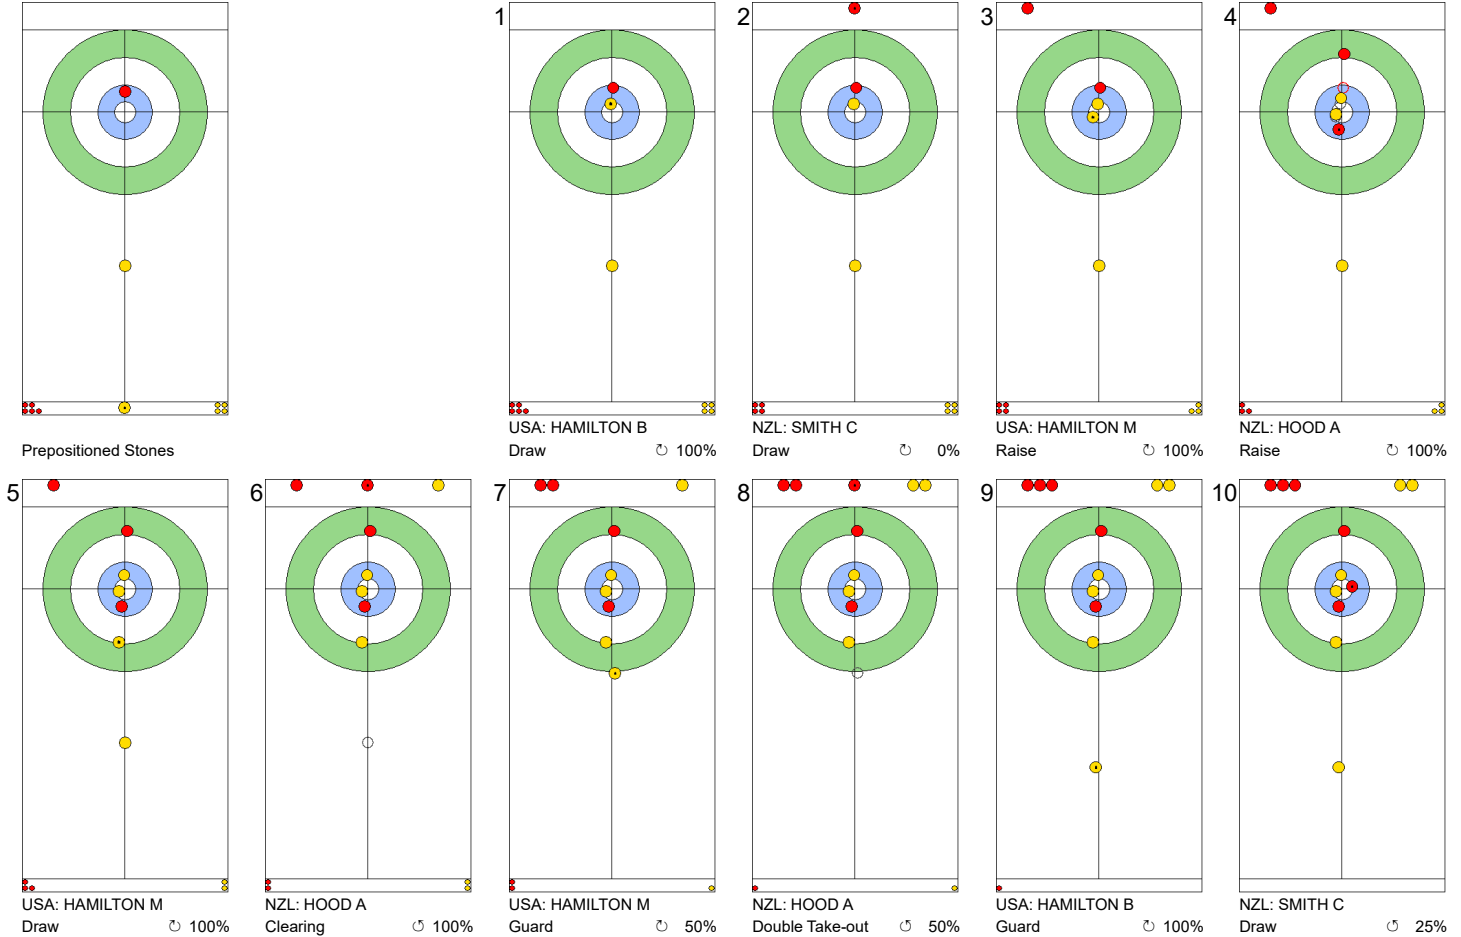 1
2
3
4
Prepositioned Stones
USA: HAMILTON B
Draw ↻ 100%
NZL: SMITH C
Draw ↻ 0%
USA: HAMILTON M
Raise ↻ 100%
NZL: HOOD A
Raise ↻ 100%
5
6
7
8
9
10
USA: HAMILTON M
Draw ↻ 100%
NZL: HOOD A
Clearing ↺ 100%
USA: HAMILTON M
Guard ↻ 50%
NZL: HOOD A
Double Take-out ↺ 50%
USA: HAMILTON B
Guard ↻ 100%
NZL: SMITH C
Draw ↺ 25%